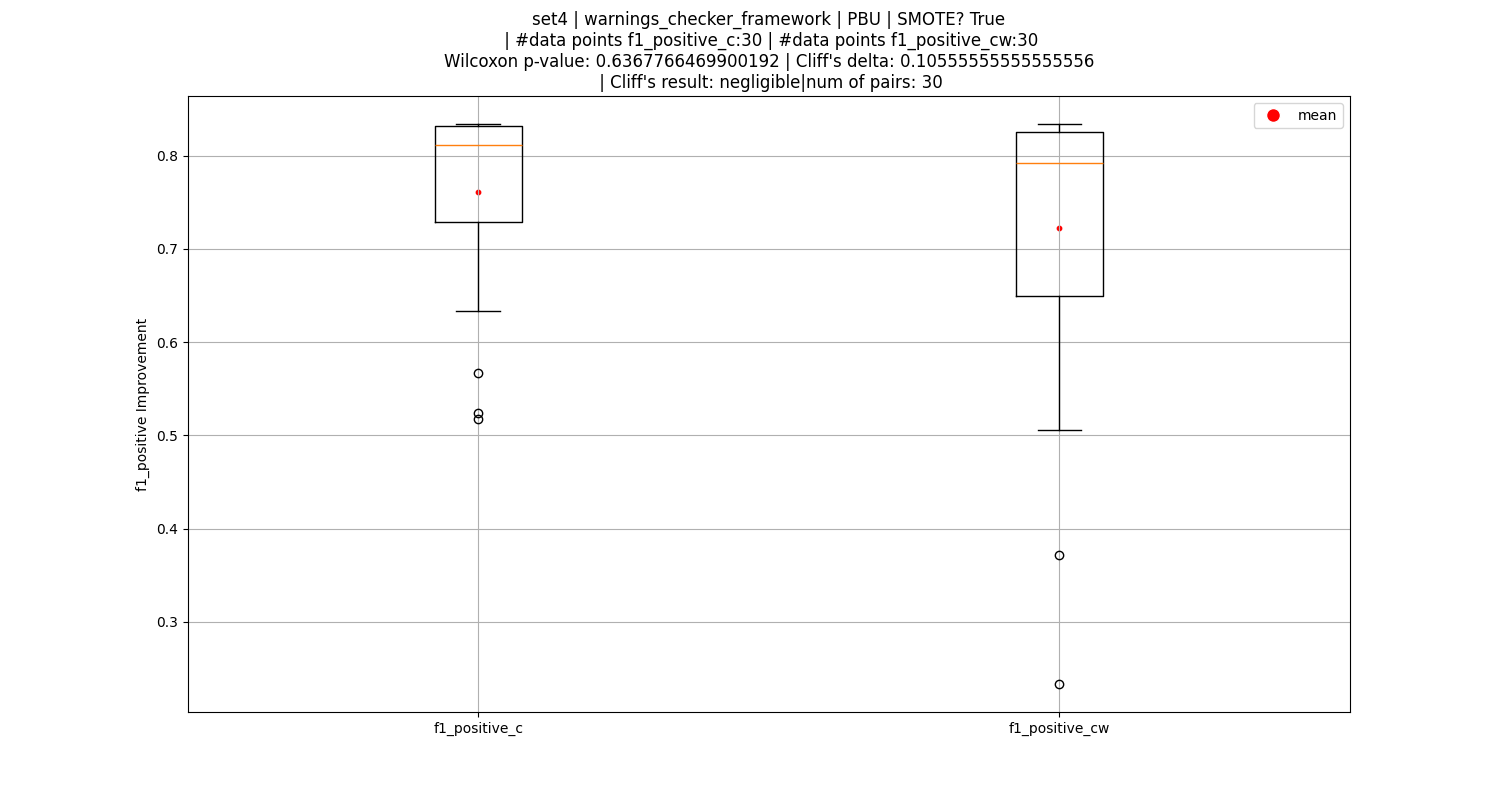 set4 | warnings_checker_framework | PBU | SMOTE? True
| #data points f1_positive_c:30 | #data points f1_positive_cw:30
Wilcoxon p-value: 0.6367766469900192 | Cliff's delta: 0.10555555555555556
| Cliff's result: negligible|num of pairs: 30
mean
0.8
0.7
0.6
0.5
0.4
0.3
f1_positive Improvement
f1_positive_c
f1_positive_cw